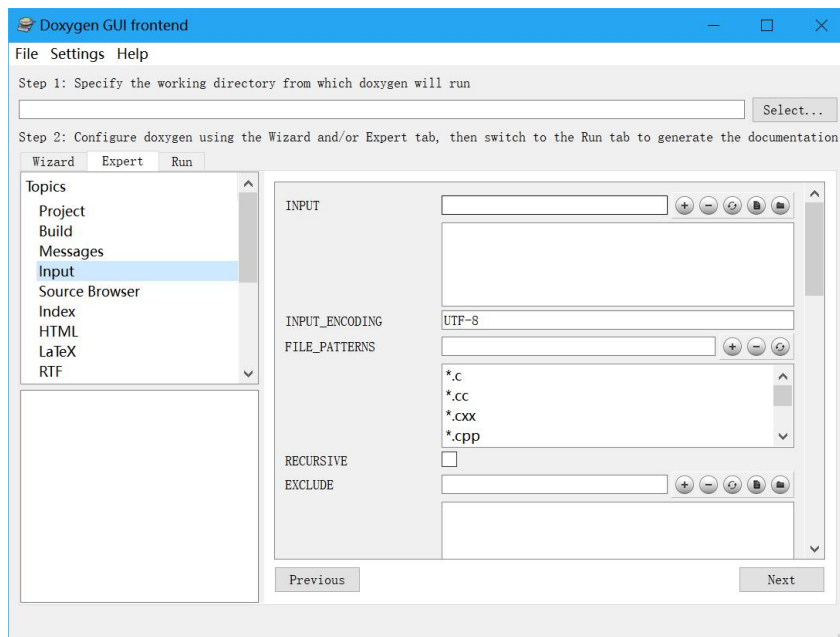 Doxygen GUI frontend
File Settings Help
Step 1: Specify the working directory from which doxygen will run
Select...
Step 2: Configure doxygen using the Wizard and/or Expert tab, then switch to the Run tab to generate the documentation
Wizard Expert Run
Topics
Project
Build
Messages
Input
Source Browser
Index
HTML
LaTeX
RTF
INPUT
INPUT_ENCODING UTF-8
FILE_PATTERNS
*.c
*.cc
*.cxx
*.cpp
RECURSIVE
EXCLUDE
Previous Next